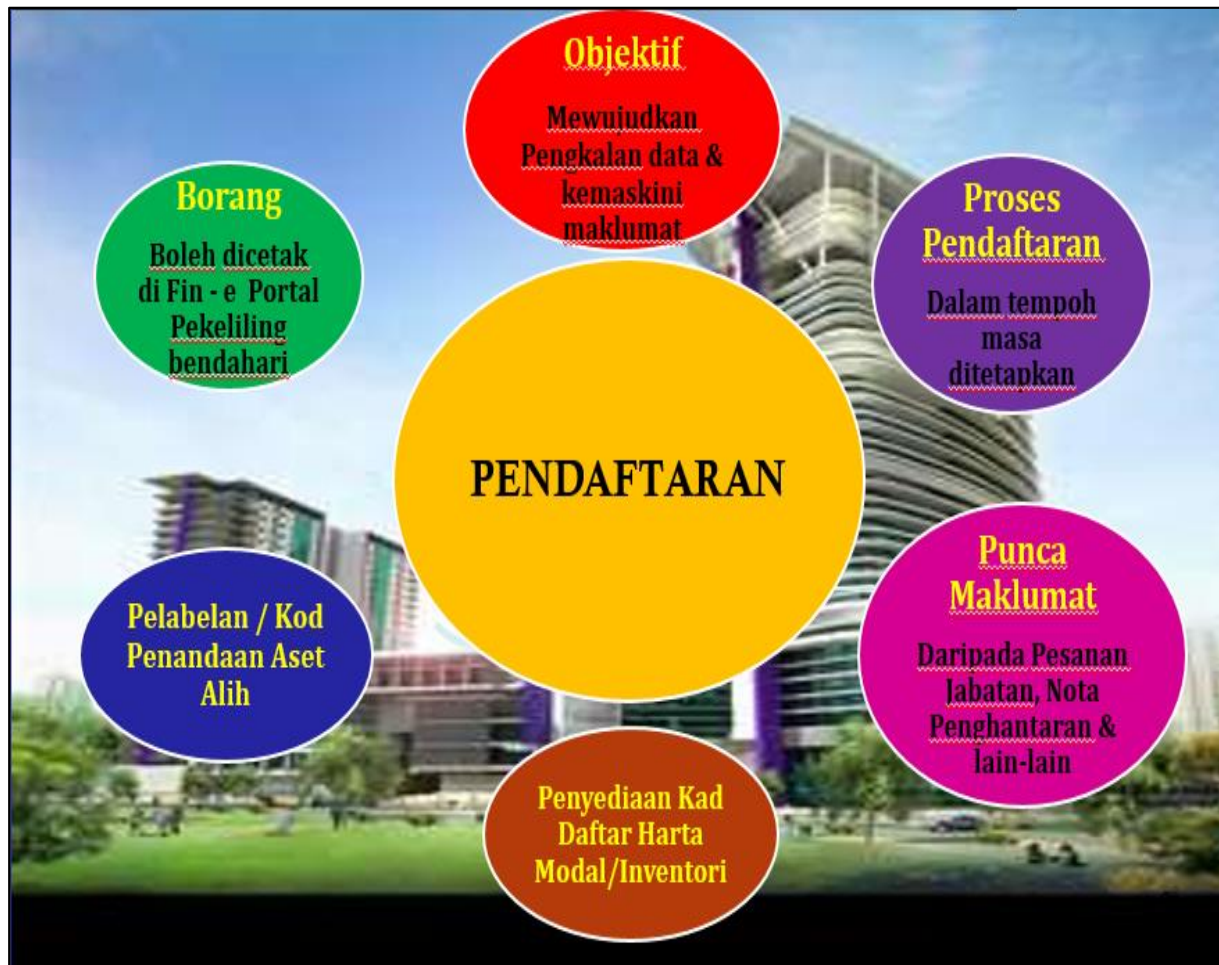 Objektif
Mewujudkan
Pengkalan data &
kemaskini
maklumat
Proses
Pendaftaran
Dalam tempoh
masa
ditetapkan
Punca
Maklumat
Daripada Pesanan
Jabatan, Nota
Penghantaran &
lain-lain
Penyediaan Kad
Daftar Harta
Modal/Inventori
Pelabelan / Kod
Penandaan Aset
Alih
Borang
Boleh dicetak
di Fin - e Portal
Pekeliling
bendahari
PENDAFTARAN